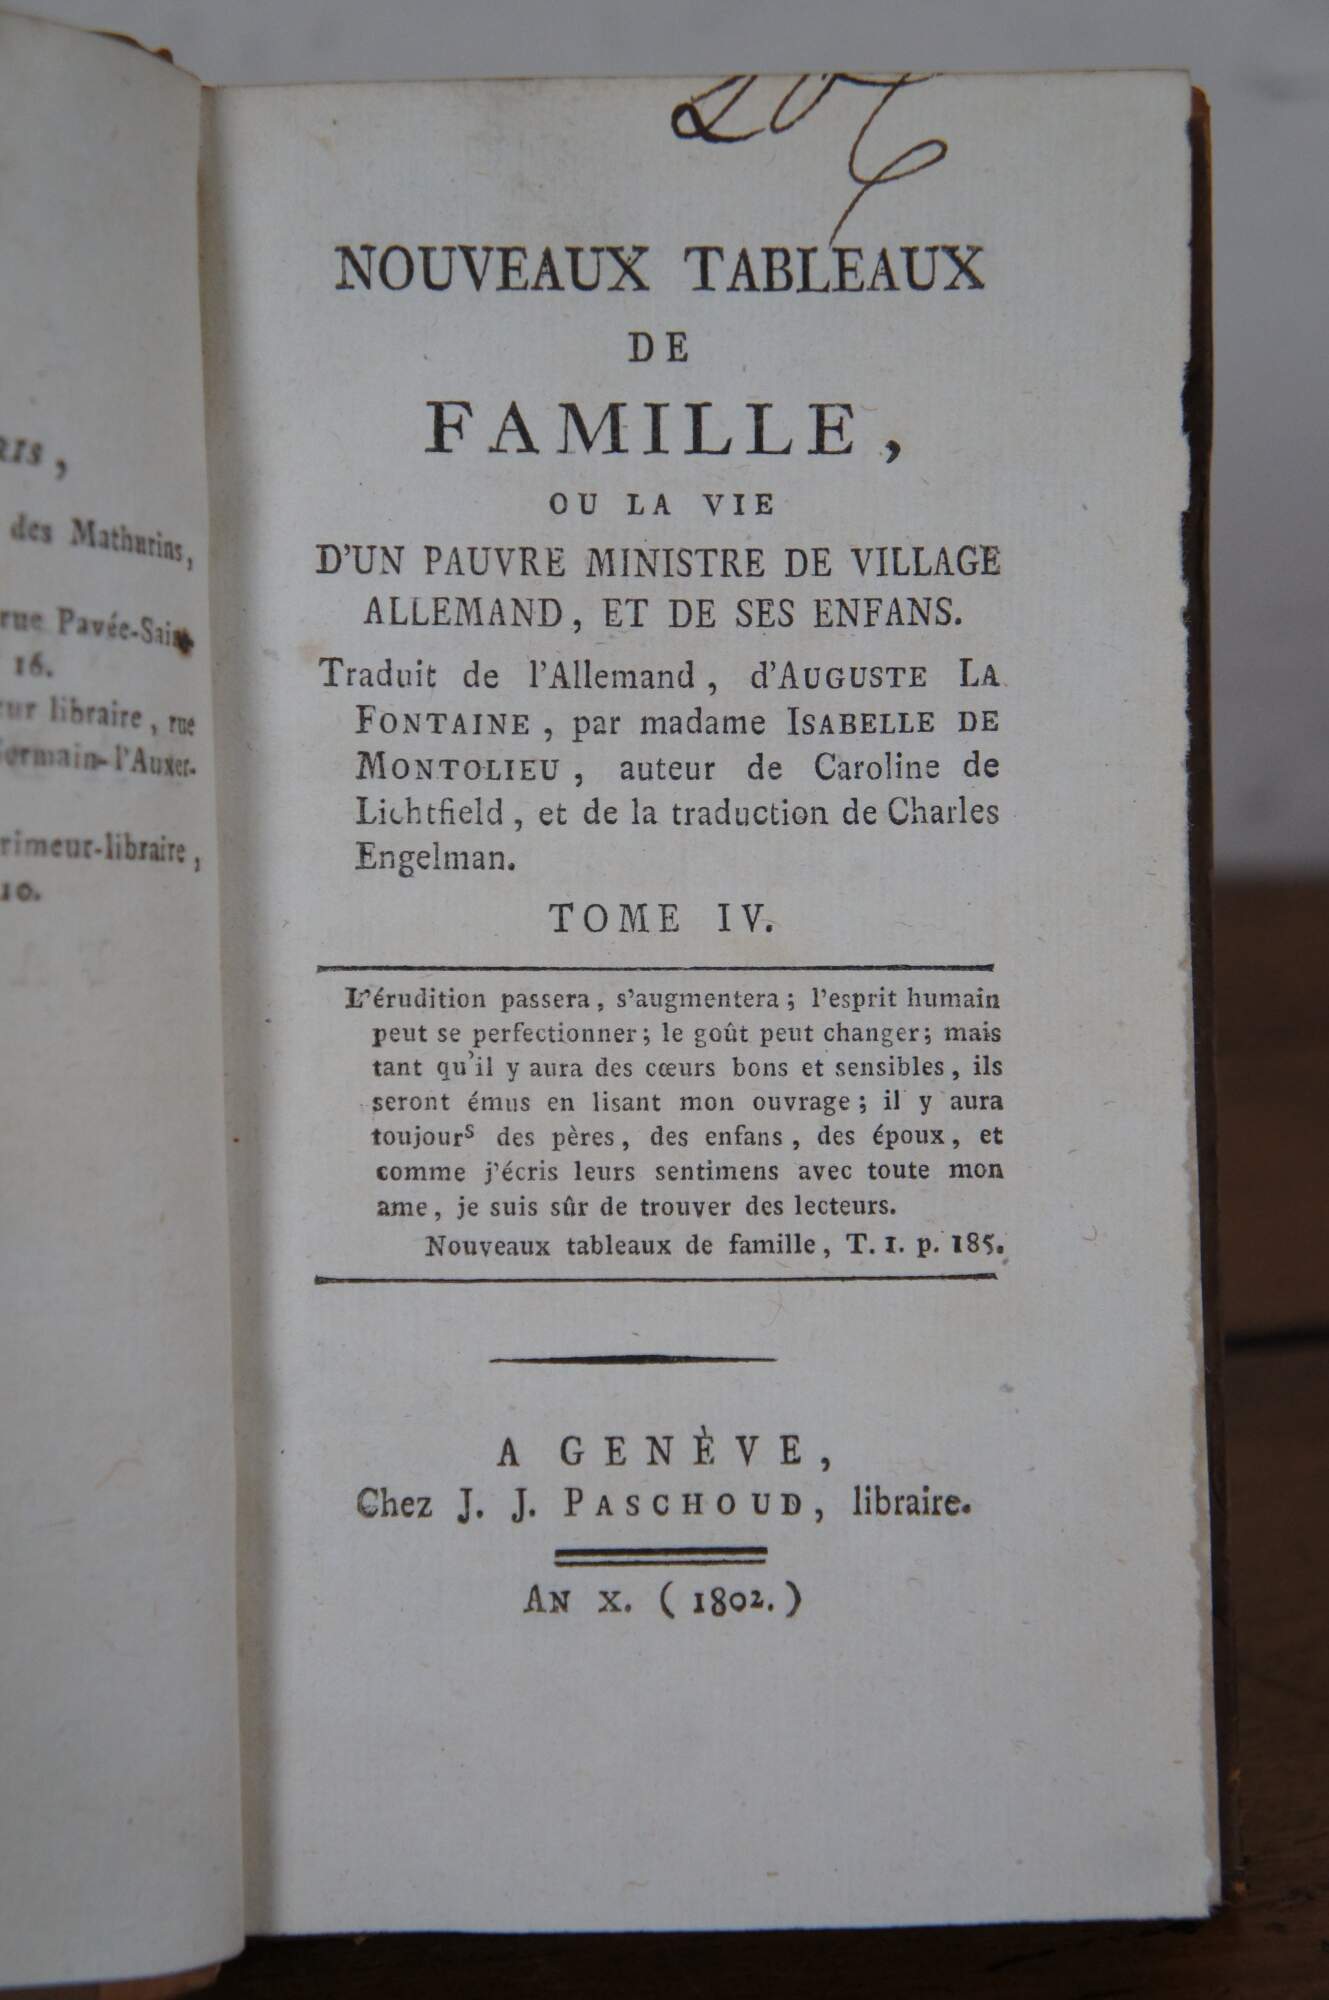 RIS,
des Mathurins,
rue Pavée-Saint-
16.
eur libraire, rue
Germain-l'Auxer-
rimeur-libraire,
10.
NOUVEAUX TABLEAUX
DE
FAMILLE,
OU LA VIE
D'UN PAUVRE MINISTRE DE VILLAGE
ALLEMAND, ET DE SES ENFANS.
Traduit de l'Allemand, d'AUGUSTE LA
FONTAINE, par madame ISABELLE DE
MONTOLIEU, auteur de Caroline de
Lichtfield, et de la traduction de Charles
Engelman.
TOME IV.
L'érudition passera, s'augmentera; l'esprit humain
peut se perfectionner; le goût peut changer; mais
tant qu'il y aura des cœurs bons et sensibles, ils
seront émus en lisant mon ouvrage; il y aura
toujours des pères, des enfans, des époux, et
comme j'écris leurs sentimens avec toute mon
ame, je suis sûr de trouver des lecteurs.
Nouveaux tableaux de famille, T. 1. p. 185.
A GENÈVE,
Chez J. J. PASCHOUD, libraire.
AN X. (1802.)